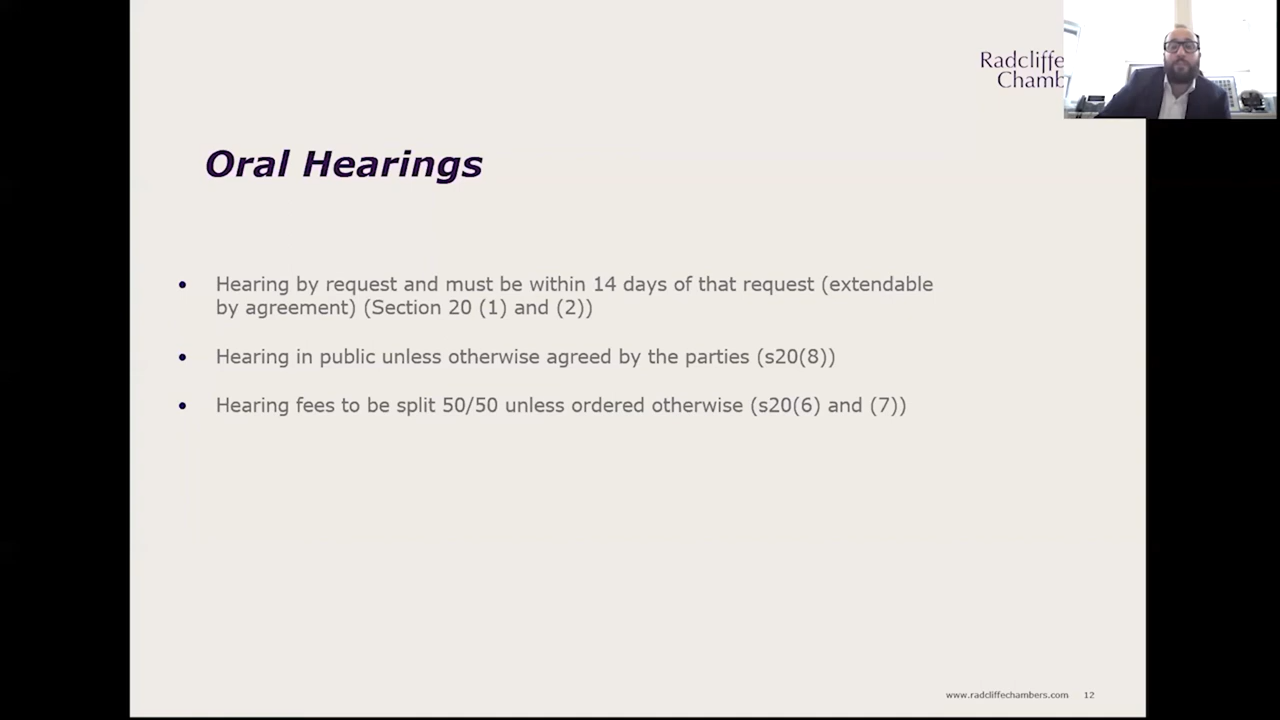 Radcliffe
Chamb
Oral Hearings
• Hearing by request and must be within 14 days of that request (extendable
by agreement) (Section 20 (1) and (2))
• Hearing in public unless otherwise agreed by the parties (s20(8))
• Hearing fees to be split 50/50 unless ordered otherwise (s20(6) and (7))
www.radcliffechambers.com 12